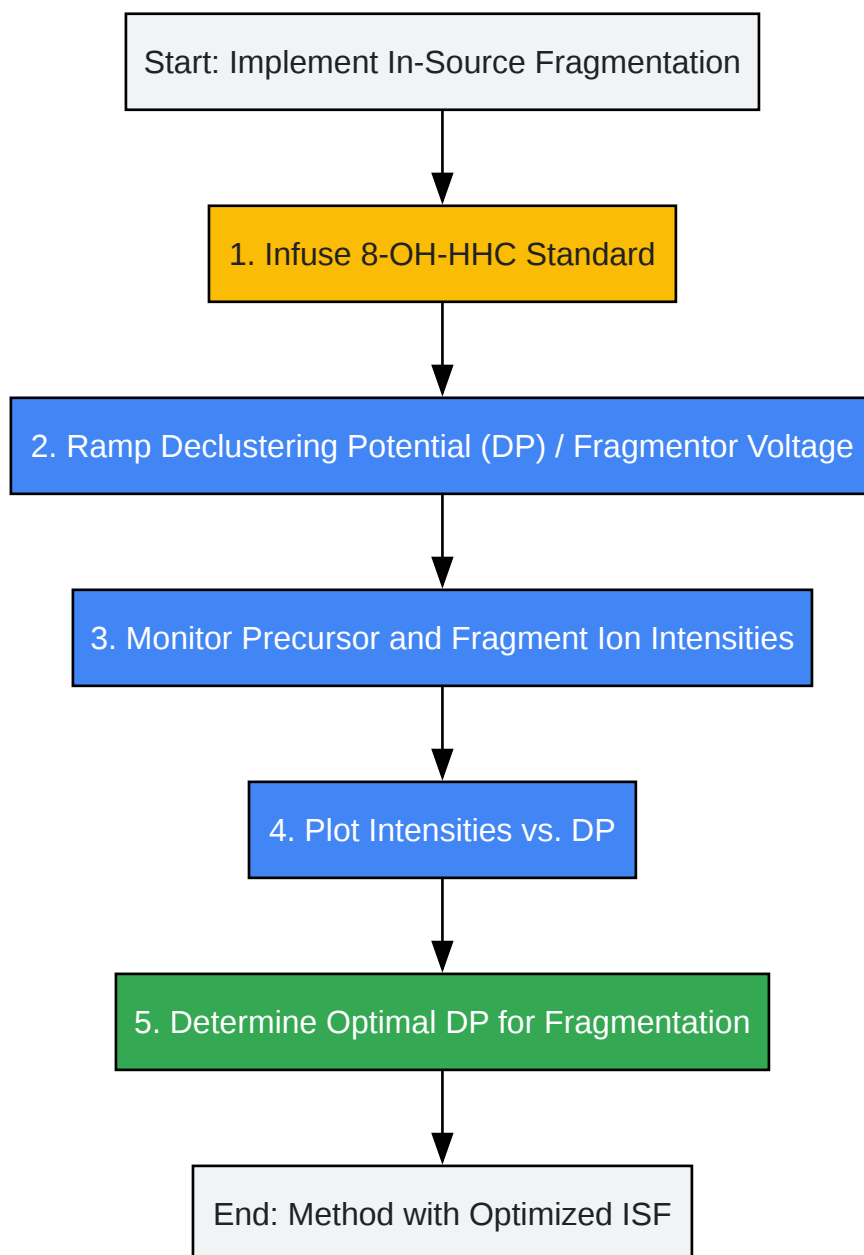 Start: Implement In-Source Fragmentation
1. Infuse 8-OH-HHC Standard
2. Ramp Declustering Potential (DP) / Fragmentor Voltage
3. Monitor Precursor and Fragment Ion Intensities
4. Plot Intensities vs. DP
5. Determine Optimal DP for Fragmentation
End: Method with Optimized ISF